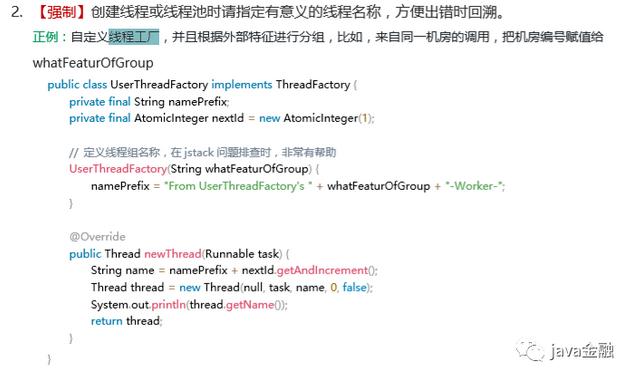 2. 【强制】创建线程或线程池时请指定有意义的线程名称，方便出错时回溯。
正例：自定义线程工厂，并且根据外部特征进行分组，比如，来自同一机房的调用，把机房编号赋值给
whatFeaturOfGroup
public class UserThreadFactory implements ThreadFactory {
private final String namePrefix;
private final AtomicInteger nextId = new AtomicInteger(1);
// 定义线程组名称，在 jstack 问题排查时，非常有帮助
UserThreadFactory(String whatFeaturOfGroup) {
namePrefix = "From UserThreadFactory's " + whatFeaturOfGroup + "-Worker-";
}
@Override
public Thread newThread(Runnable task) {
String name = namePrefix + nextId.getAndIncrement();
Thread thread = new Thread(null, task, name, 0, false);
System.out.println(thread.getName());
return thread;
}
}
java金融